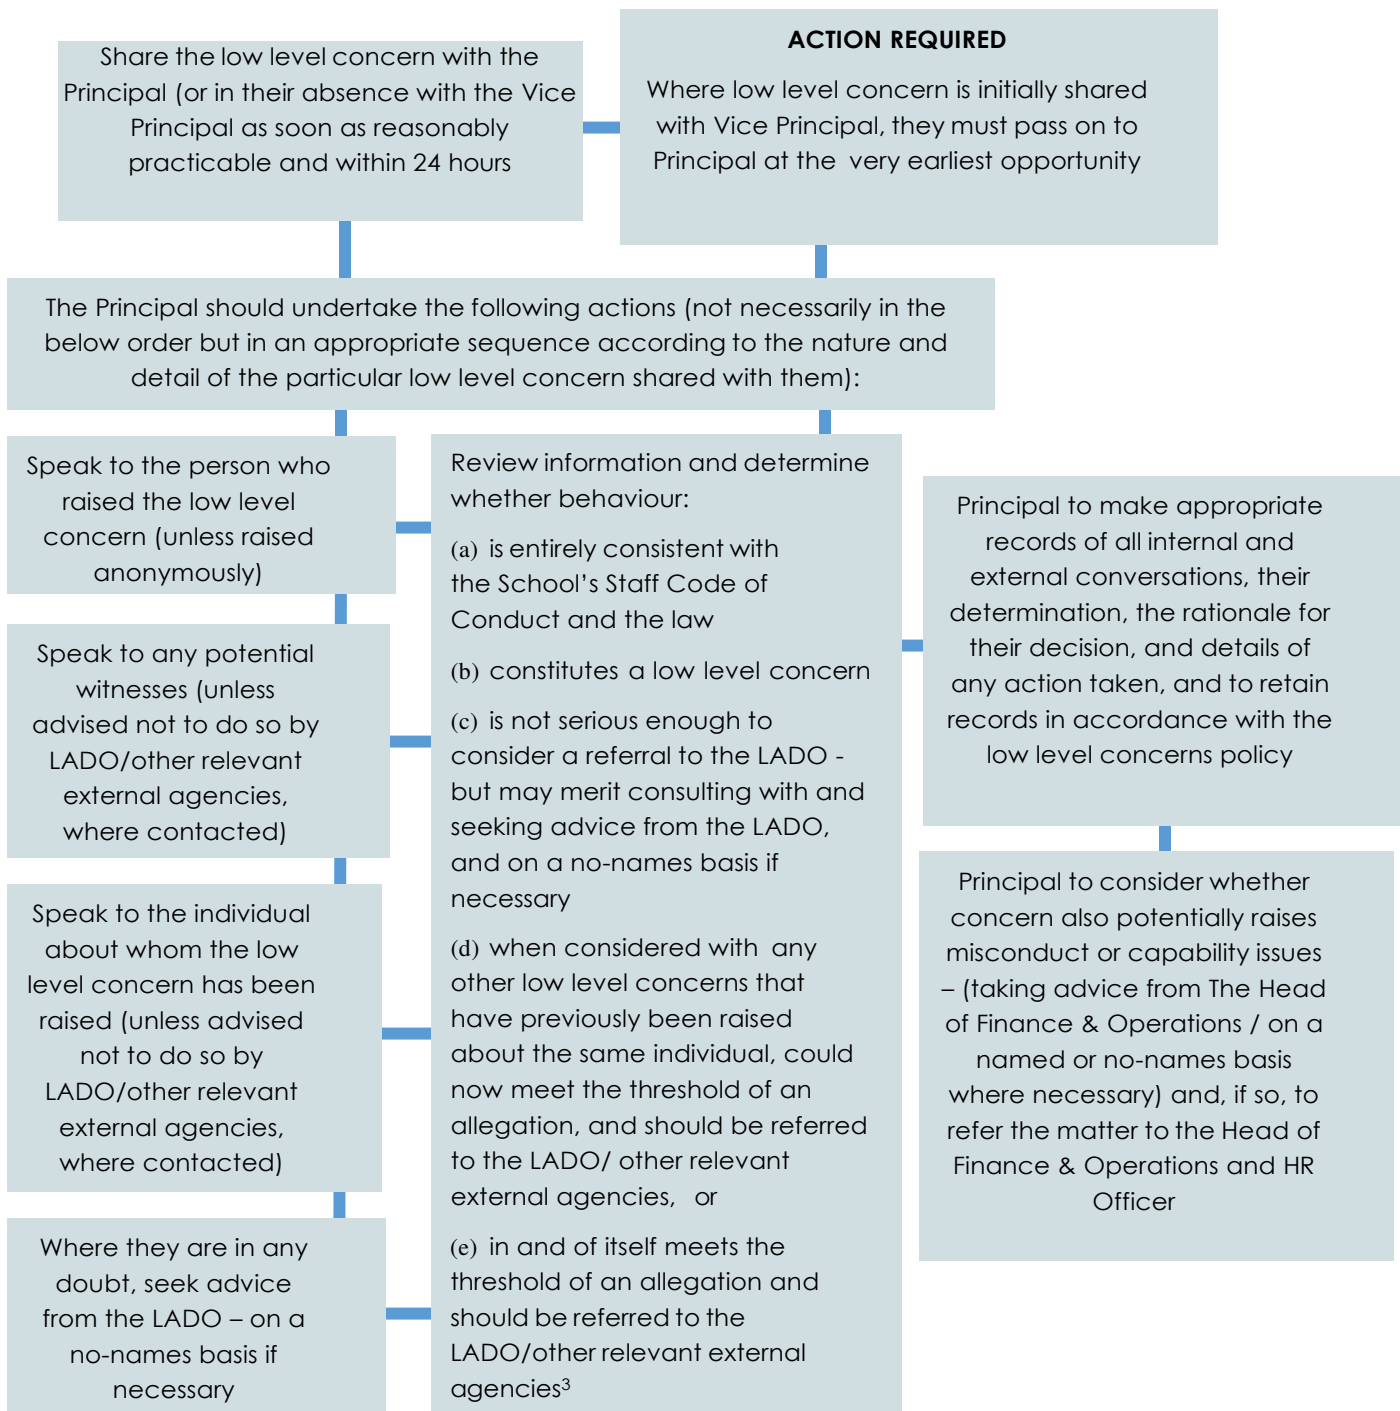 Share the low level concern with the
Principal (or in their absence with the Vice
Principal as soon as reasonably
practicable and within 24 hours
ACTION REQUIRED
Where low level concern is initially shared
with Vice Principal, they must pass on to
Principal at the very earliest opportunity
The Principal should undertake the following actions (not necessarily in the
below order but in an appropriate sequence according to the nature and
detail of the particular low level concern shared with them):
Speak to the person who
raised the low level
concern (unless raised
anonymously)
Speak to any potential
witnesses (unless
advised not to do so by
LADO/other relevant
external agencies,
where contacted)
Speak to the individual
about whom the low
level concern has been
raised (unless advised
not to do so by
LADO/other relevant
external agencies,
where contacted)
Where they are in any
doubt, seek advice
from the LADO – on a
no-names basis if
necessary
Review information and determine
whether behaviour:
(a) is entirely consistent with
the School’s Staff Code of
Conduct and the law
(b) constitutes a low level concern
(c) is not serious enough to
consider a referral to the LADO -
but may merit consulting with and
seeking advice from the LADO,
and on a no-names basis if
necessary
(d) when considered with any
other low level concerns that
have previously been raised
about the same individual, could
now meet the threshold of an
allegation, and should be referred
to the LADO/ other relevant
external agencies, or
(e) in and of itself meets the
threshold of an allegation and
should be referred to the
LADO/other relevant external
agencies³
Principal to make appropriate
records of all internal and
external conversations, their
determination, the rationale for
their decision, and details of
any action taken, and to retain
records in accordance with the
low level concerns policy
Principal to consider whether
concern also potentially raises
misconduct or capability issues
– (taking advice from The Head
of Finance & Operations / on a
named or no-names basis
where necessary) and, if so, to
refer the matter to the Head of
Finance & Operations and HR
Officer